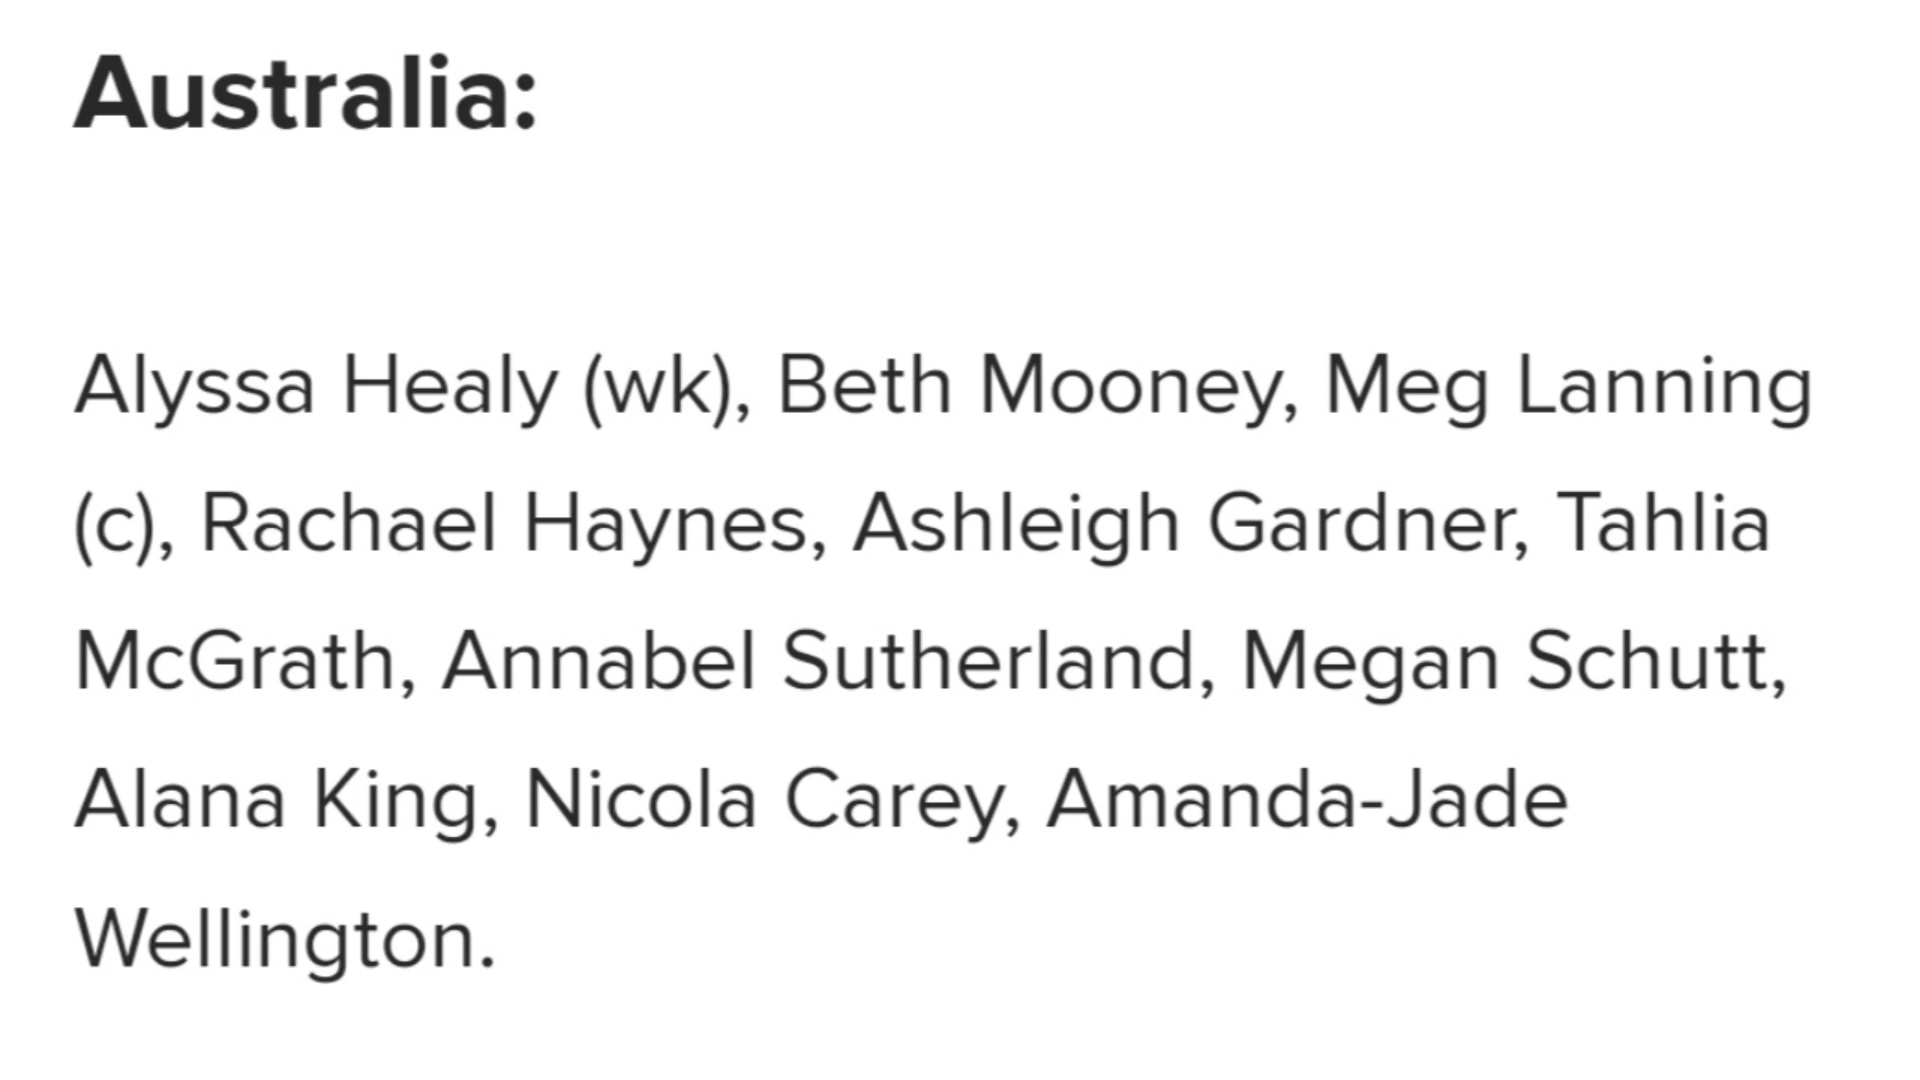 Australia:
Alyssa Healy (wk), Beth Mooney, Meg Lanning
(c), Rachael Haynes, Ashleigh Gardner, Tahlia
McGrath, Annabel Sutherland, Megan Schutt,
Alana King, Nicola Carey, Amanda-Jade
Wellington.